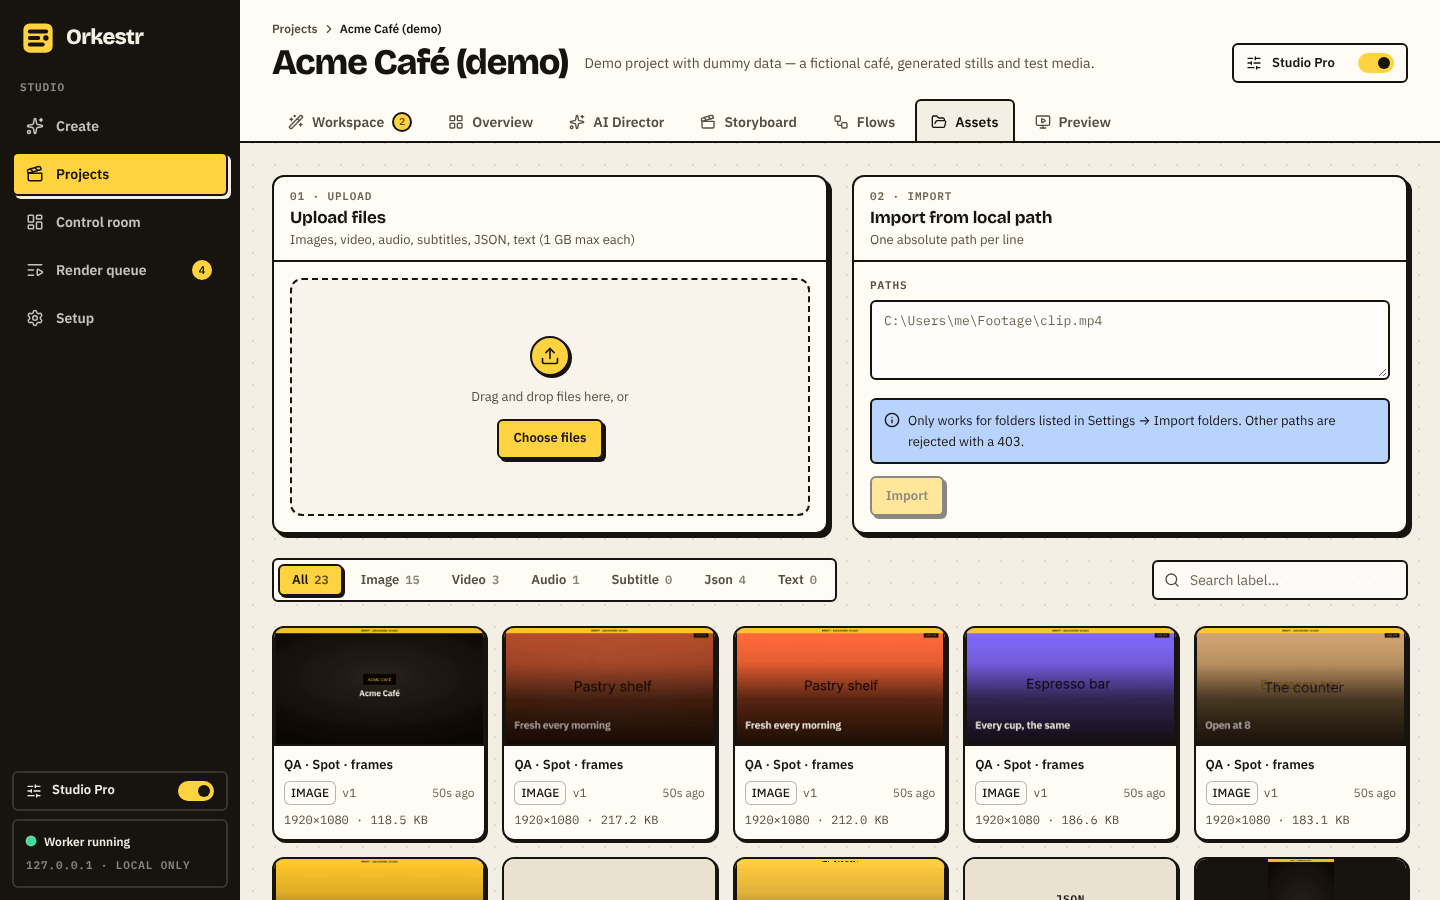 Orkestr
STUDIO
Create
Projects
Control room
Render queue 4
Setup
Studio Pro
Worker running
127.0.0.1 · LOCAL ONLY
Projects > Acme Café (demo)
Acme Café (demo)
Demo project with dummy data — a fictional café, generated stills and test media.
Studio Pro
Workspace 2
Overview
AI Director
Storyboard
Flows
Assets
Preview
01 · UPLOAD
Upload files
Images, video, audio, subtitles, JSON, text (1 GB max each)
Drag and drop files here, or
Choose files
02 · IMPORT
Import from local path
One absolute path per line
PATHS
C:\Users\me\Footage\clip.mp4
Only works for folders listed in Settings → Import folders. Other paths are
rejected with a 403.
Import
All 23
Image 15
Video 3
Audio 1
Subtitle 0
Json 4
Text 0
Search label...
ACME CAFÉ
Acme Café
QA · Spot · frames
IMAGE v1 50s ago
1920×1080 · 118.5 KB
Pastry shelf
Fresh every morning
QA · Spot · frames
IMAGE v1 50s ago
1920×1080 · 217.2 KB
Pastry shelf
Fresh every morning
QA · Spot · frames
IMAGE v1 50s ago
1920×1080 · 212.0 KB
Espresso bar
Every cup, the same
QA · Spot · frames
IMAGE v1 50s ago
1920×1080 · 186.6 KB
The counter
Open at 8
QA · Spot · frames
IMAGE v1 50s ago
1920×1080 · 183.1 KB
JSON